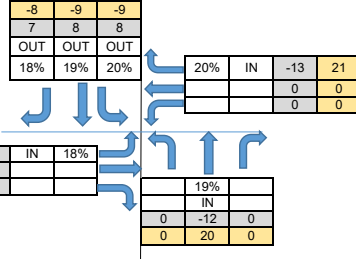 -8 -9 -9
7 8 8
OUT OUT OUT
18% 19% 20%
20% IN -13 21
0 0
0 0
IN 18%
19%
IN
0 -12 0
0 20 0